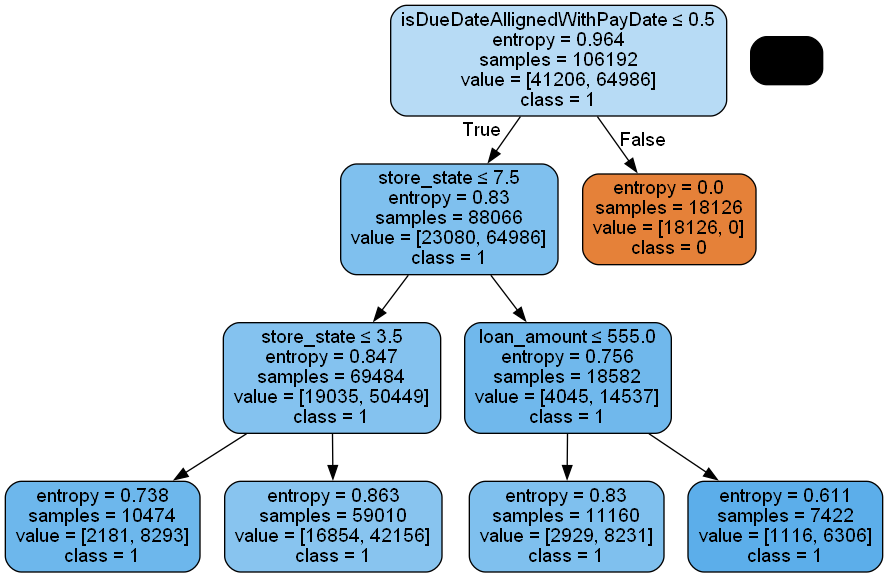 isDueDateAllignedWithPayDate ≤ 0.5
entropy = 0.964
samples = 106192
value = [41206, 64986]
class = 1
True
False
store_state ≤ 7.5
entropy = 0.83
samples = 88066
value = [23080, 64986]
class = 1
entropy = 0.0
samples = 18126
value = [18126, 0]
class = 0
store_state ≤ 3.5
entropy = 0.847
samples = 69484
value = [19035, 50449]
class = 1
loan_amount ≤ 555.0
entropy = 0.756
samples = 18582
value = [4045, 14537]
class = 1
entropy = 0.738
samples = 10474
value = [2181, 8293]
class = 1
entropy = 0.863
samples = 59010
value = [16854, 42156]
class = 1
entropy = 0.83
samples = 11160
value = [2929, 8231]
class = 1
entropy = 0.611
samples = 7422
value = [1116, 6306]
class = 1